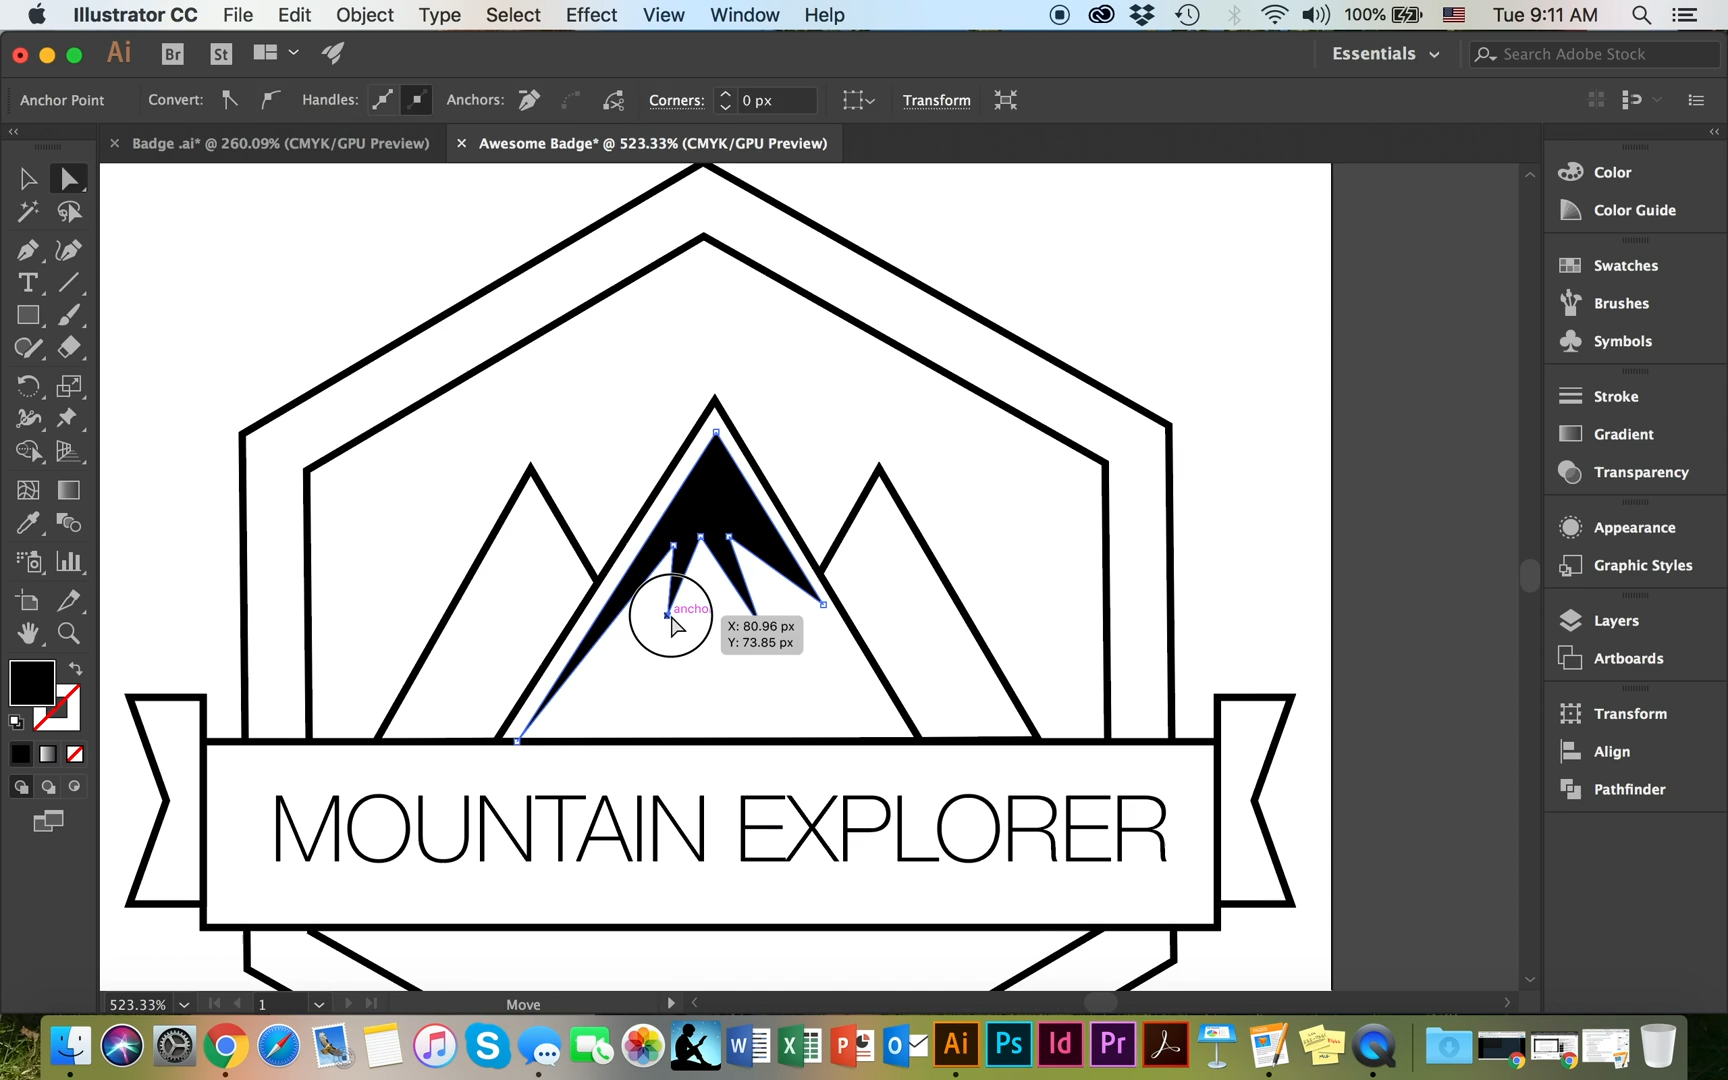 Illustrator CC File Edit Object Type Select Effect View Window Help 100% Tue 9:11 AM
Ai Br St Essentials Search Adobe Stock
Anchor Point Convert: Handles: Anchors: Corners: 0 px Transform
Badge .ai* @ 260.09% (CMYK/GPU Preview) Awesome Badge* @ 523.33% (CMYK/GPU Preview)
Color
Color Guide
Swatches
Brushes
Symbols
Stroke
Gradient
Transparency
Appearance
Graphic Styles
Layers
Artboards
Transform
Align
Pathfinder
ancho
X: 80.96 px
Y: 73.85 px
MOUNTAIN EXPLORER
523.33% 1 Move
W X P O Ai Ps Id Pr